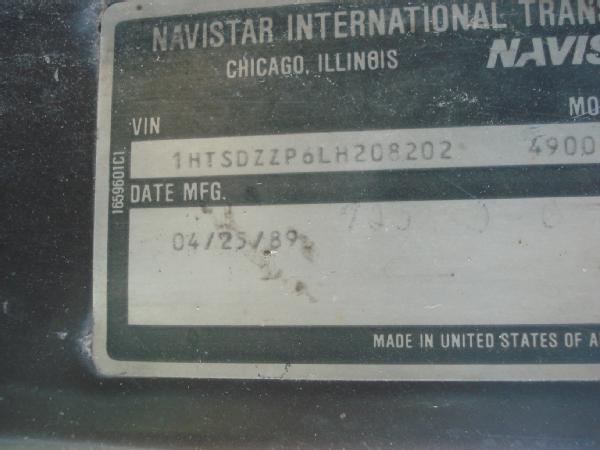 NAVISTAR INTERNATIONAL TRANS
CHICAGO, ILLINOIS
NAVIS
MO
VIN
1HTSDZZP6LH208202
4900
1659601C1
DATE MFG.
04/25/89
MADE IN UNITED STATES OF A